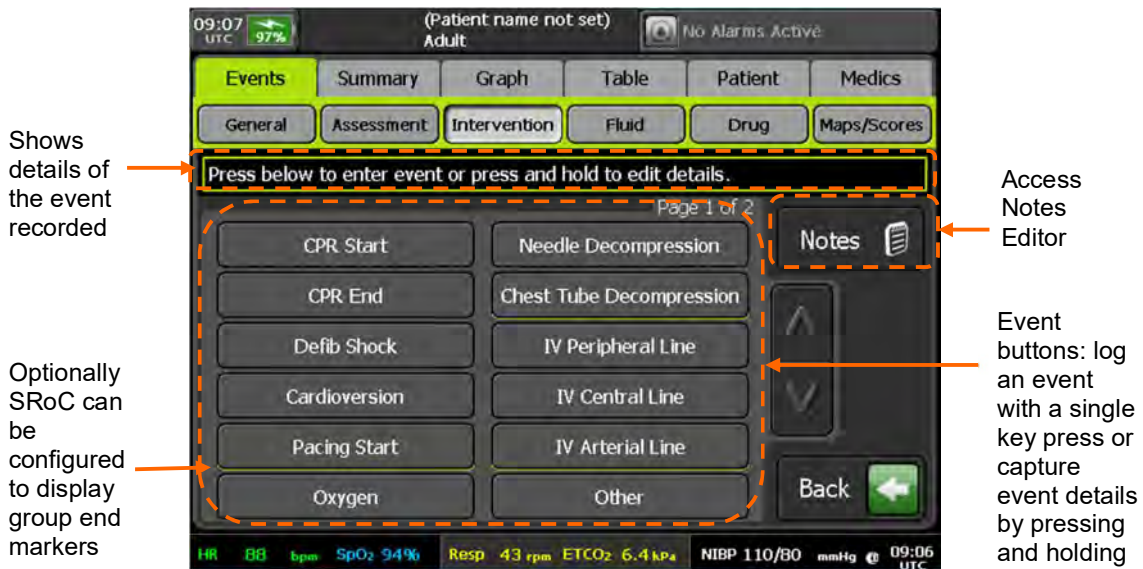 09:07 UTC 97% (Patient name not set) Adult No Alarms Active
Events Summary Graph Table Patient Medics
General Assessment Intervention Fluid Drug Maps/Scores
Shows
details of
the event
recorded
Press below to enter event or press and hold to edit details.
Page 1 of 2
CPR Start Needle Decompression
CPR End Chest Tube Decompression
Defib Shock IV Peripheral Line
Cardioversion IV Central Line
Pacing Start IV Arterial Line
Oxygen Other
Notes
Back
Access
Notes
Editor
Optionally
SRoC can
be
configured
to display
group end
markers
Event
buttons: log
an event
with a single
key press or
capture
event details
by pressing
and holding
HR 88 bpm SpO2 94% Resp 43 rpm ETCO2 6.4 kPa NIBP 110/80 mmHg @ 09:06 UTC